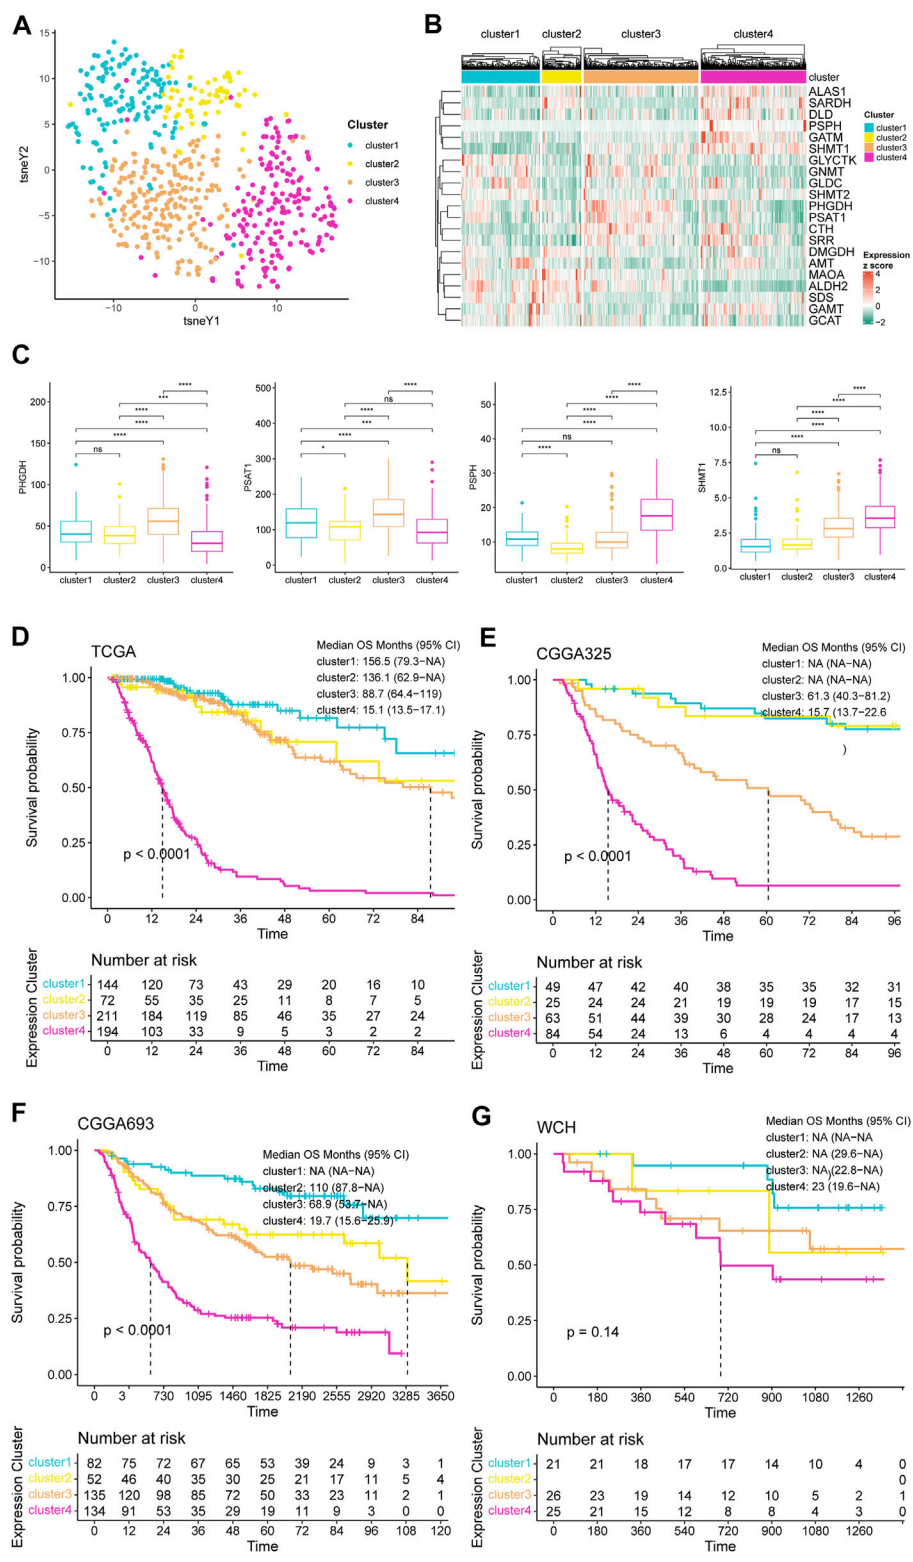 A
15
10
5
0
−5
−10
tsneY2
−10
0
10
tsneY1
Cluster
cluster1
cluster2
cluster3
cluster4
B
cluster1
cluster2
cluster3
cluster4
cluster
ALAS1
SARDH
DLD
PSPH
GATM
SHMT1
GLYCTK
GNMT
GLDC
SHMT2
PHGDH
PSAT1
CTH
SRR
DMGDH
AMT
MAOA
ALDH2
SDS
GAMT
GCAT
Cluster
cluster1
cluster2
cluster3
cluster4
Expression
z score
4
2
0
−2
C
PHGDH
200
150
100
50
0
****
***
****
****
****
ns
cluster1 cluster2 cluster3 cluster4
PSAT1
500
400
300
200
100
0
****
ns
****
***
****
*
cluster1 cluster2 cluster3 cluster4
PSPH
50
40
30
20
10
****
****
****
****
ns
****
cluster1 cluster2 cluster3 cluster4
SHMT1
12.5
10.0
7.5
5.0
2.5
0.0
****
****
****
****
****
ns
cluster1 cluster2 cluster3 cluster4
D
TCGA
Median OS Months (95% CI)
cluster1: 156.5 (79.3−NA)
cluster2: 136.1 (62.9−NA)
cluster3: 88.7 (64.4−119)
cluster4: 15.1 (13.5−17.1)
Survival probability
1.00
0.75
0.50
0.25
0.00
p < 0.0001
0 12 24 36 48 60 72 84
Time
Number at risk
Expression Cluster
cluster1 144 120 73 43 29 20 16 10
cluster2 72 55 35 25 11 8 7 5
cluster3 211 184 119 85 46 35 27 24
cluster4 194 103 33 9 5 3 2 2
0 12 24 36 48 60 72 84
Time
E
CGGA325
Median OS Months (95% CI)
cluster1: NA (NA−NA)
cluster2: NA (NA−NA)
cluster3: 61.3 (40.3−81.2)
cluster4: 15.7 (13.7−22.6
)
Survival probability
1.00
0.75
0.50
0.25
0.00
p < 0.0001
0 12 24 36 48 60 72 84 96
Time
Number at risk
Expression Cluster
cluster1 49 47 42 40 38 35 35 32 31
cluster2 25 24 24 21 19 19 19 17 15
cluster3 63 51 44 39 30 28 24 17 13
cluster4 84 54 24 13 6 4 4 4 4
0 12 24 36 48 60 72 84 96
Time
F
CGGA693
Median OS Months (95% CI)
cluster1: NA (NA−NA)
cluster2: 110 (87.8−NA)
cluster3: 68.9 (53.7−NA)
cluster4: 19.7 (15.6−25.9)
Survival probability
1.00
0.75
0.50
0.25
0.00
p < 0.0001
0 3 730 1095 1460 1825 2190 2555 2920 3285 3650
Time
Number at risk
Expression Cluster
cluster1 82 75 72 67 65 53 39 24 9 3 1
cluster2 52 46 40 35 30 25 21 17 11 5 4
cluster3 135 120 98 85 72 50 33 23 11 2 1
cluster4 134 91 53 35 29 19 11 9 3 0 0
0 12 24 36 48 60 72 84 96 108 120
Time
G
WCH
Median OS Months (95% CI)
cluster1: NA (NA−NA
cluster2: NA (29.6−NA)
cluster3: NA)(22.8−NA)
cluster4: 23 (19.6−NA)
Survival probability
1.00
0.75
0.50
0.25
0.00
p = 0.14
0 180 360 540 720 900 1080 1260
Time
Number at risk
Expression Cluster
cluster1 21 21 18 17 17 14 10 4 0
cluster2 0
cluster3 26 23 19 14 12 10 5 2 1
cluster4 25 21 15 12 8 8 4 3 0
0 180 360 540 720 900 1080 1260
Time